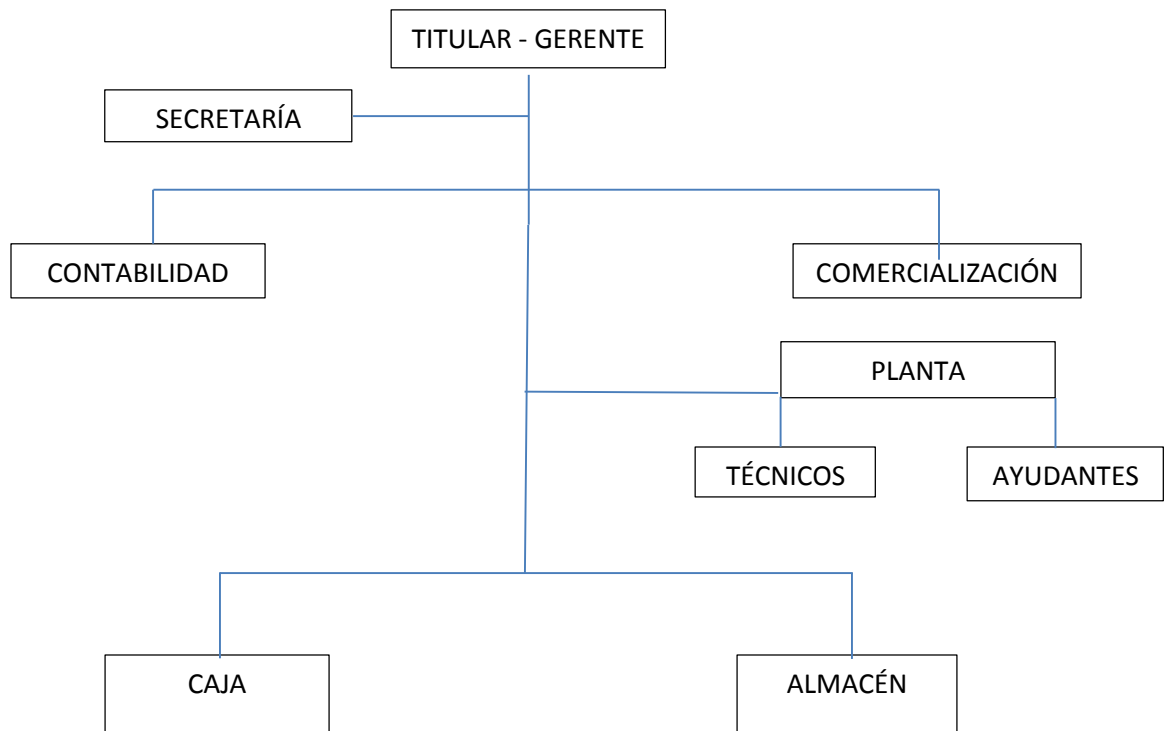 TITULAR - GERENTE
SECRETARÍA
CONTABILIDAD
COMERCIALIZACIÓN
PLANTA
TÉCNICOS
AYUDANTES
CAJA
ALMACÉN